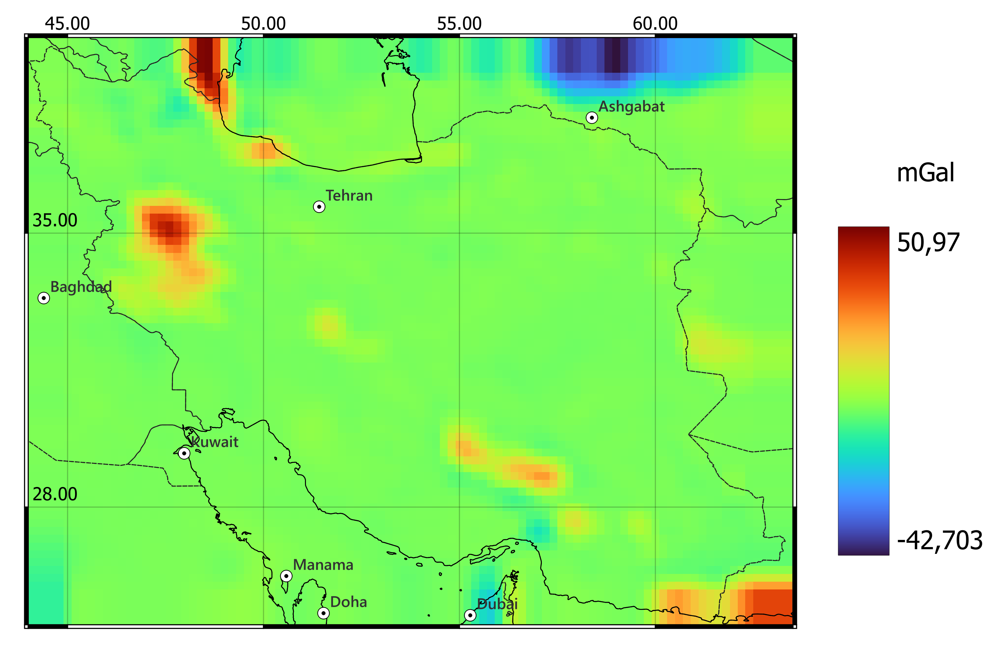 45.00 50.00 55.00 60.00
Ashgabat
mGal
Tehran
35.00
50,97
Baghdad
Kuwait
28.00
-42,703
Manama
Doha
Dubai